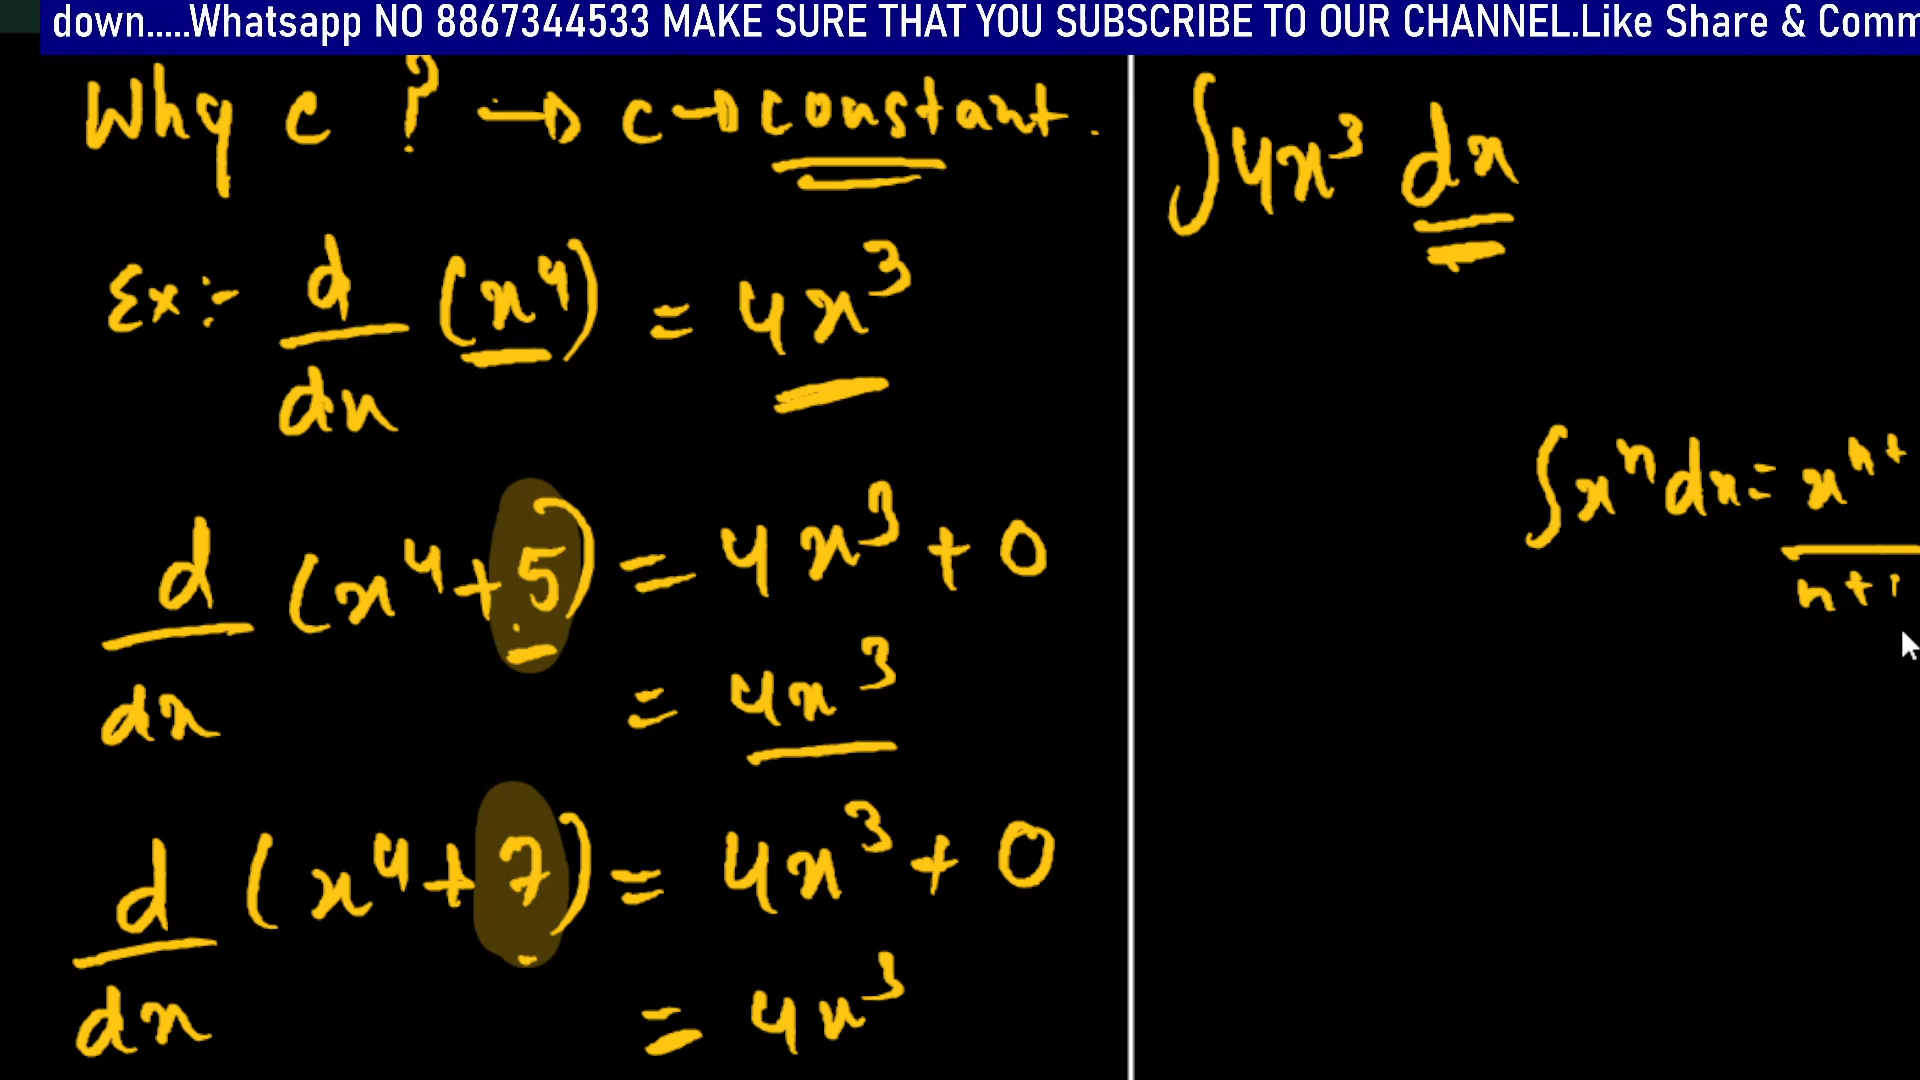 down.....Whatsapp NO 8867344533 MAKE SURE THAT YOU SUBSCRIBE TO OUR CHANNEL.Like Share & Comm
Why c ? → c → constant.
Ex:- d/dx (x⁴) = 4x³
d/dx (x⁴+5) = 4x³ + 0
= 4x³
d/dx (x⁴+7) = 4x³ + 0
= 4x³
∫4x³ dx
∫xⁿdx = xⁿ⁺
n+1